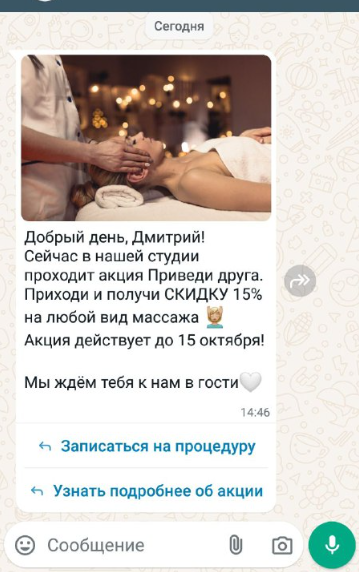 Сегодня
Добрый день, Дмитрий!
Сейчас в нашей студии
проходит акция Приведи друга.
Приходи и получи СКИДКУ 15%
на любой вид массажа 💆🏼
Акция действует до 15 октября!
Мы ждём тебя к нам в гости🤍
14:46
Записаться на процедуру
Узнать подробнее об акции
Сообщение